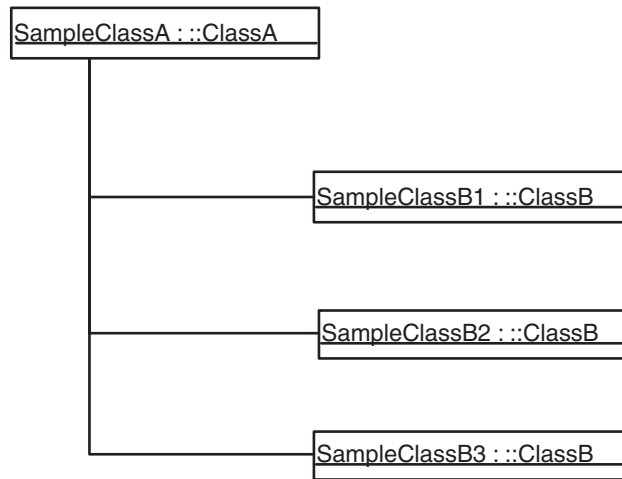 SampleClassA : ::ClassA
SampleClassB1 : ::ClassB
SampleClassB2 : ::ClassB
SampleClassB3 : ::ClassB